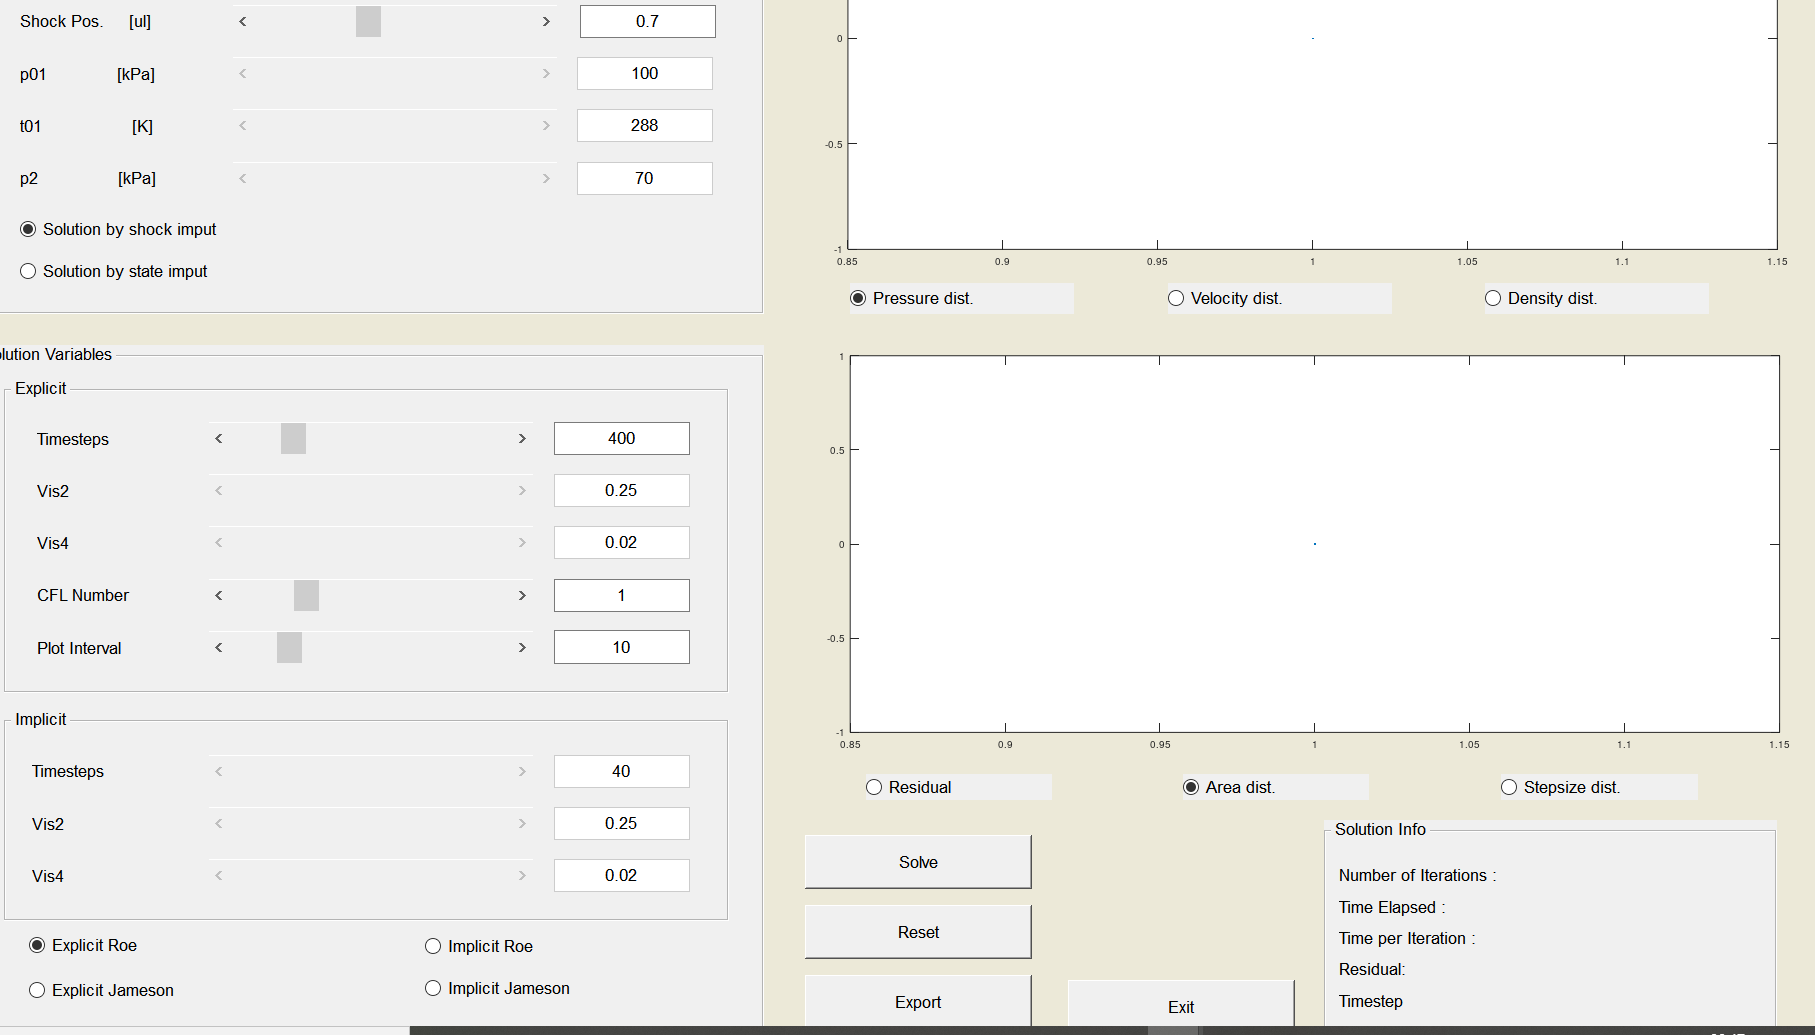 Shock Pos. [ul] < > 0.7
p01 [kPa] < > 100
t01 [K] < > 288
p2 [kPa] < > 70
Solution by shock imput
Solution by state imput
0
-0.5
-1
0.85 0.9 0.95 1 1.05 1.1 1.15
Pressure dist. Velocity dist. Density dist.
lution Variables
Explicit
Timesteps < > 400
Vis2 < > 0.25
Vis4 < > 0.02
CFL Number < > 1
Plot Interval < > 10
Implicit
Timesteps < > 40
Vis2 < > 0.25
Vis4 < > 0.02
Explicit Roe Implicit Roe
Explicit Jameson Implicit Jameson
1
0.5
0
-0.5
-1
0.85 0.9 0.95 1 1.05 1.1 1.15
Residual Area dist. Stepsize dist.
Solve
Reset
Export Exit
Solution Info
Number of Iterations :
Time Elapsed :
Time per Iteration :
Residual:
Timestep